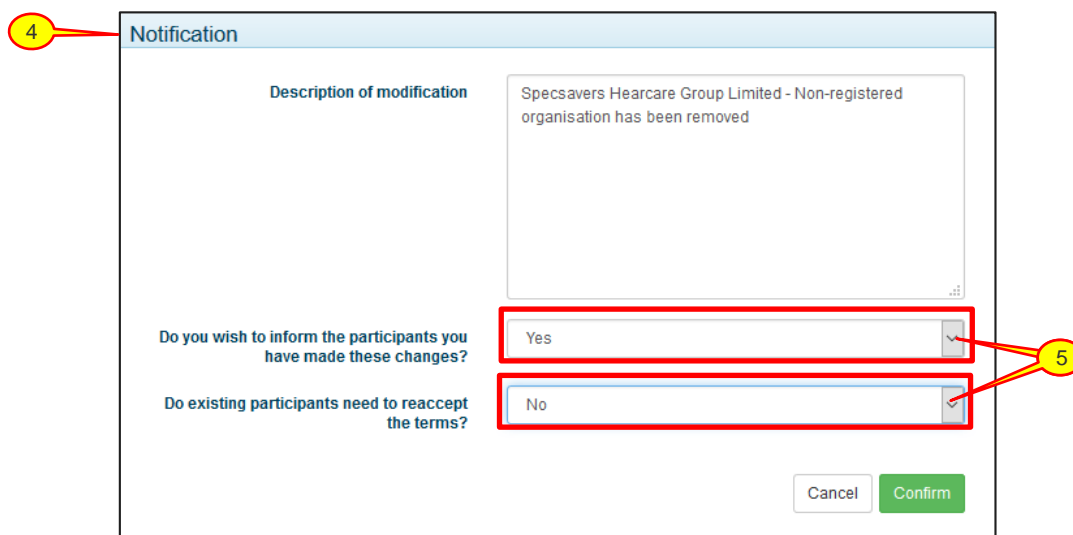 4
Notification
Description of modification
Specsavers Hearcare Group Limited - Non-registered
organisation has been removed
Do you wish to inform the participants you
have made these changes?
Yes
5
Do existing participants need to reaccept
the terms?
No
Cancel
Confirm